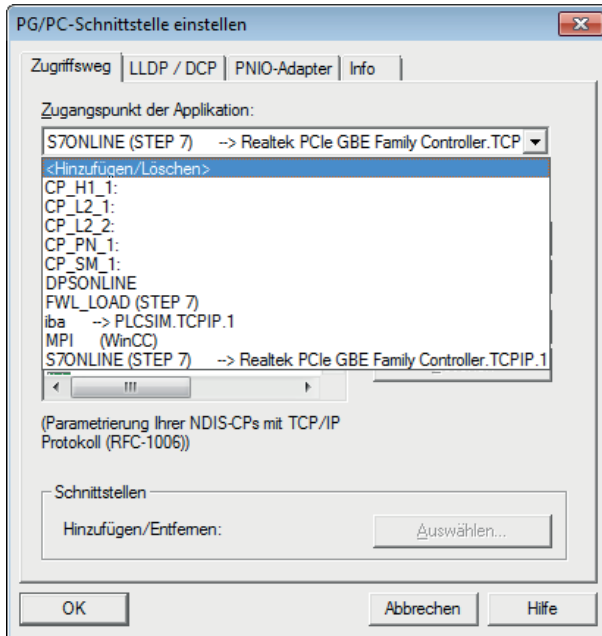 PG/PC-Schnittstelle einstellen
Zugriffsweg LLDP / DCP PNIO-Adapter Info
Zugangspunkt der Applikation:
S7ONLINE (STEP 7) --> Realtek PCIe GBE Family Controller.TCP
<Hinzufügen/Löschen>
CP_H1_1:
CP_L2_1:
CP_L2_2:
CP_PN_1:
CP_SM_1:
DPSONLINE
FWL_LOAD (STEP 7)
iba --> PLCSIM.TCPIP.1
MPI (WinCC)
S7ONLINE (STEP 7) --> Realtek PCIe GBE Family Controller.TCPIP.1
(Parametrierung Ihrer NDIS-CPs mit TCP/IP
Protokoll (RFC-1006))
Schnittstellen
Hinzufügen/Entfernen: Auswählen...
OK Abbrechen Hilfe